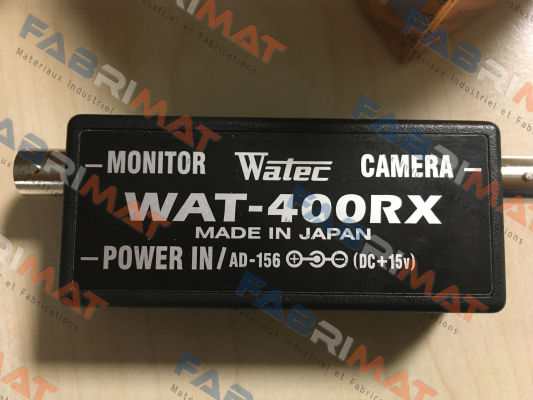 MONITOR Watec CAMERA
WAT-400RX
MADE IN JAPAN
POWER IN/AD-156 (DC+15v)
FABRIMAT
Materiaux Industriel et Fabrications